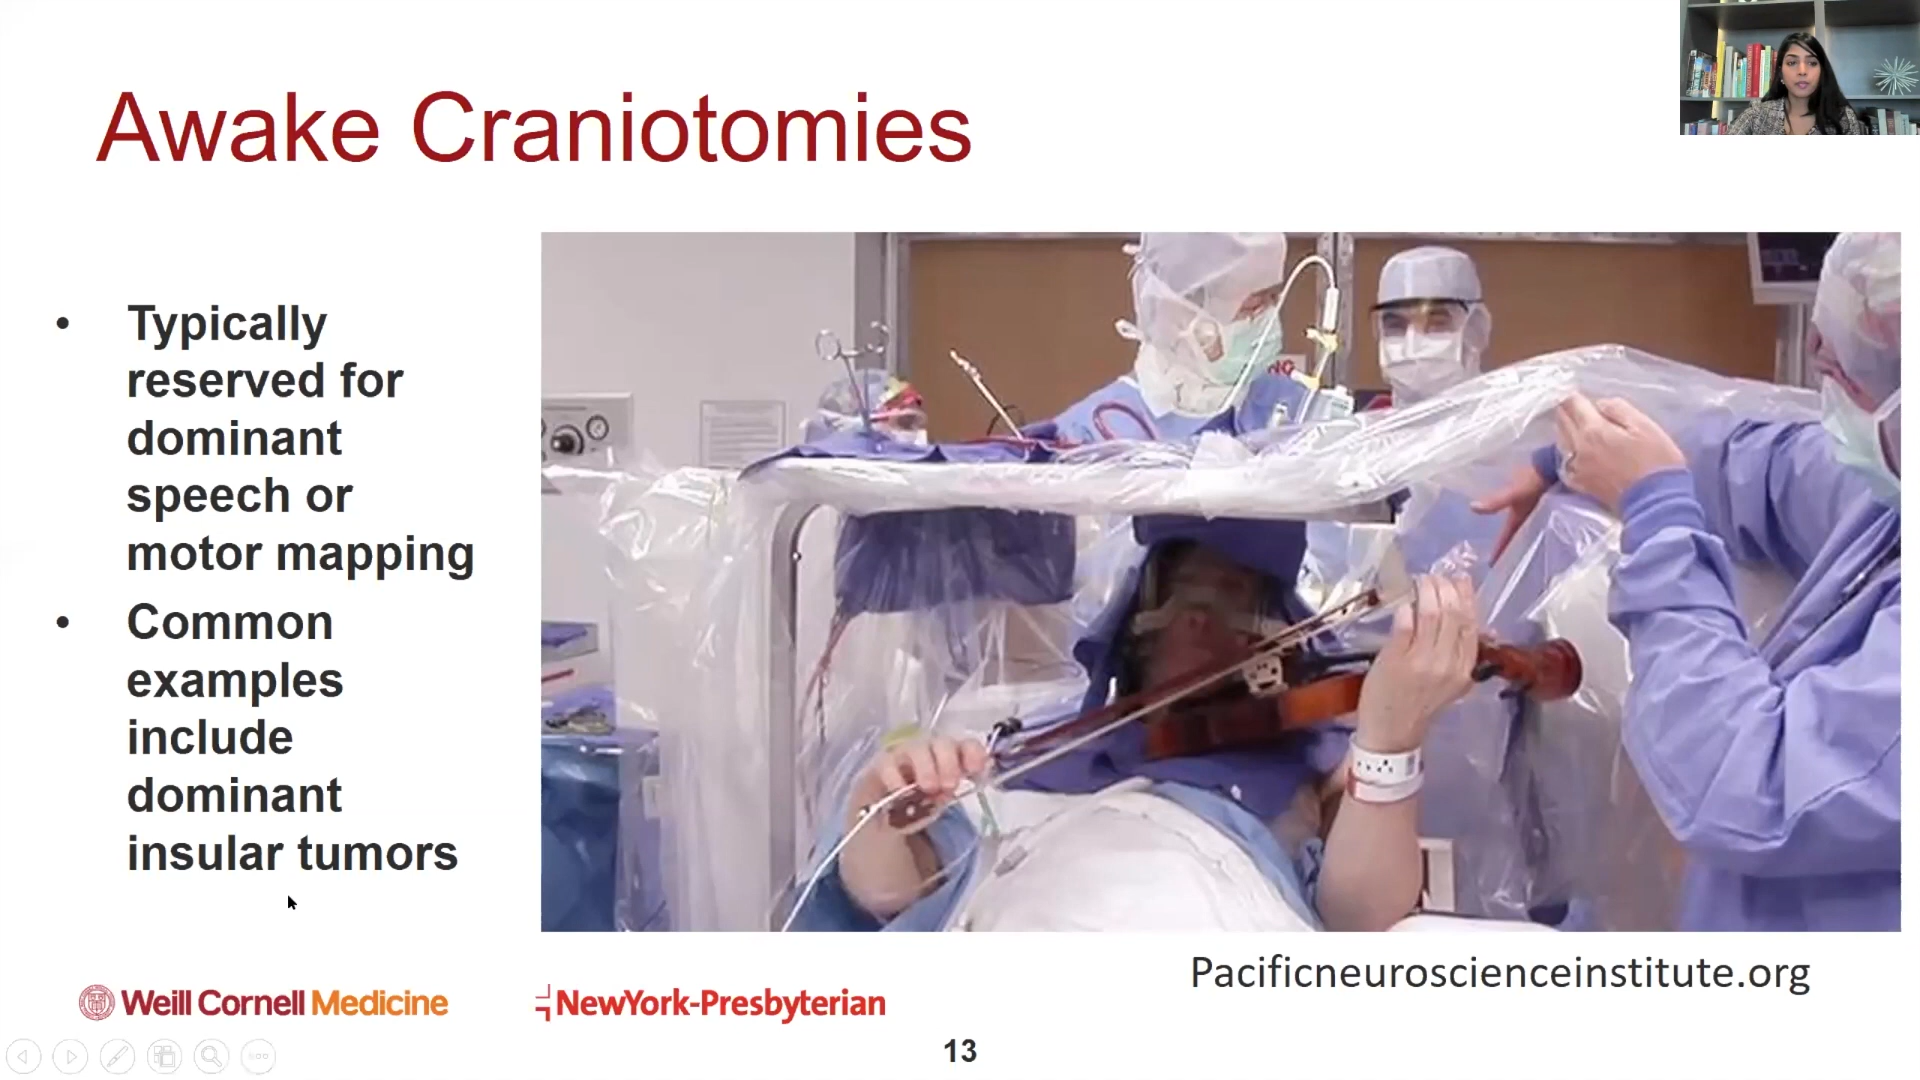 Awake Craniotomies
• Typically
reserved for
dominant
speech or
motor mapping
• Common
examples
include
dominant
insular tumors
Pacificneuroscienceinstitute.org
Weill Cornell Medicine
NewYork-Presbyterian
13